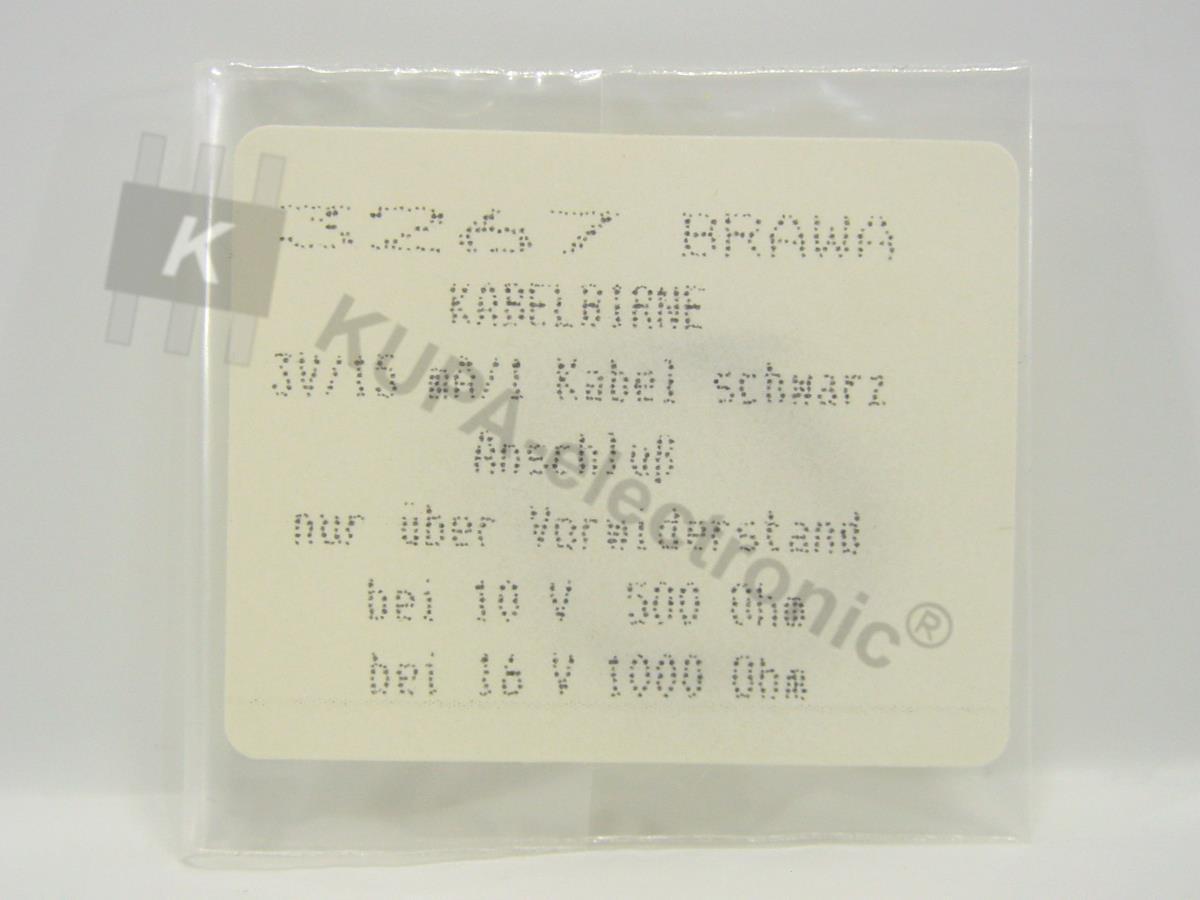 3267 BRAWA
KABELBIRNE
3V/15 mA/1 Kabel schwarz
Anschluß
nur über Vorwiderstand
bei 10 V 500 Ohm
bei 16 V 1000 Ohm
K
KUPA-electronic®